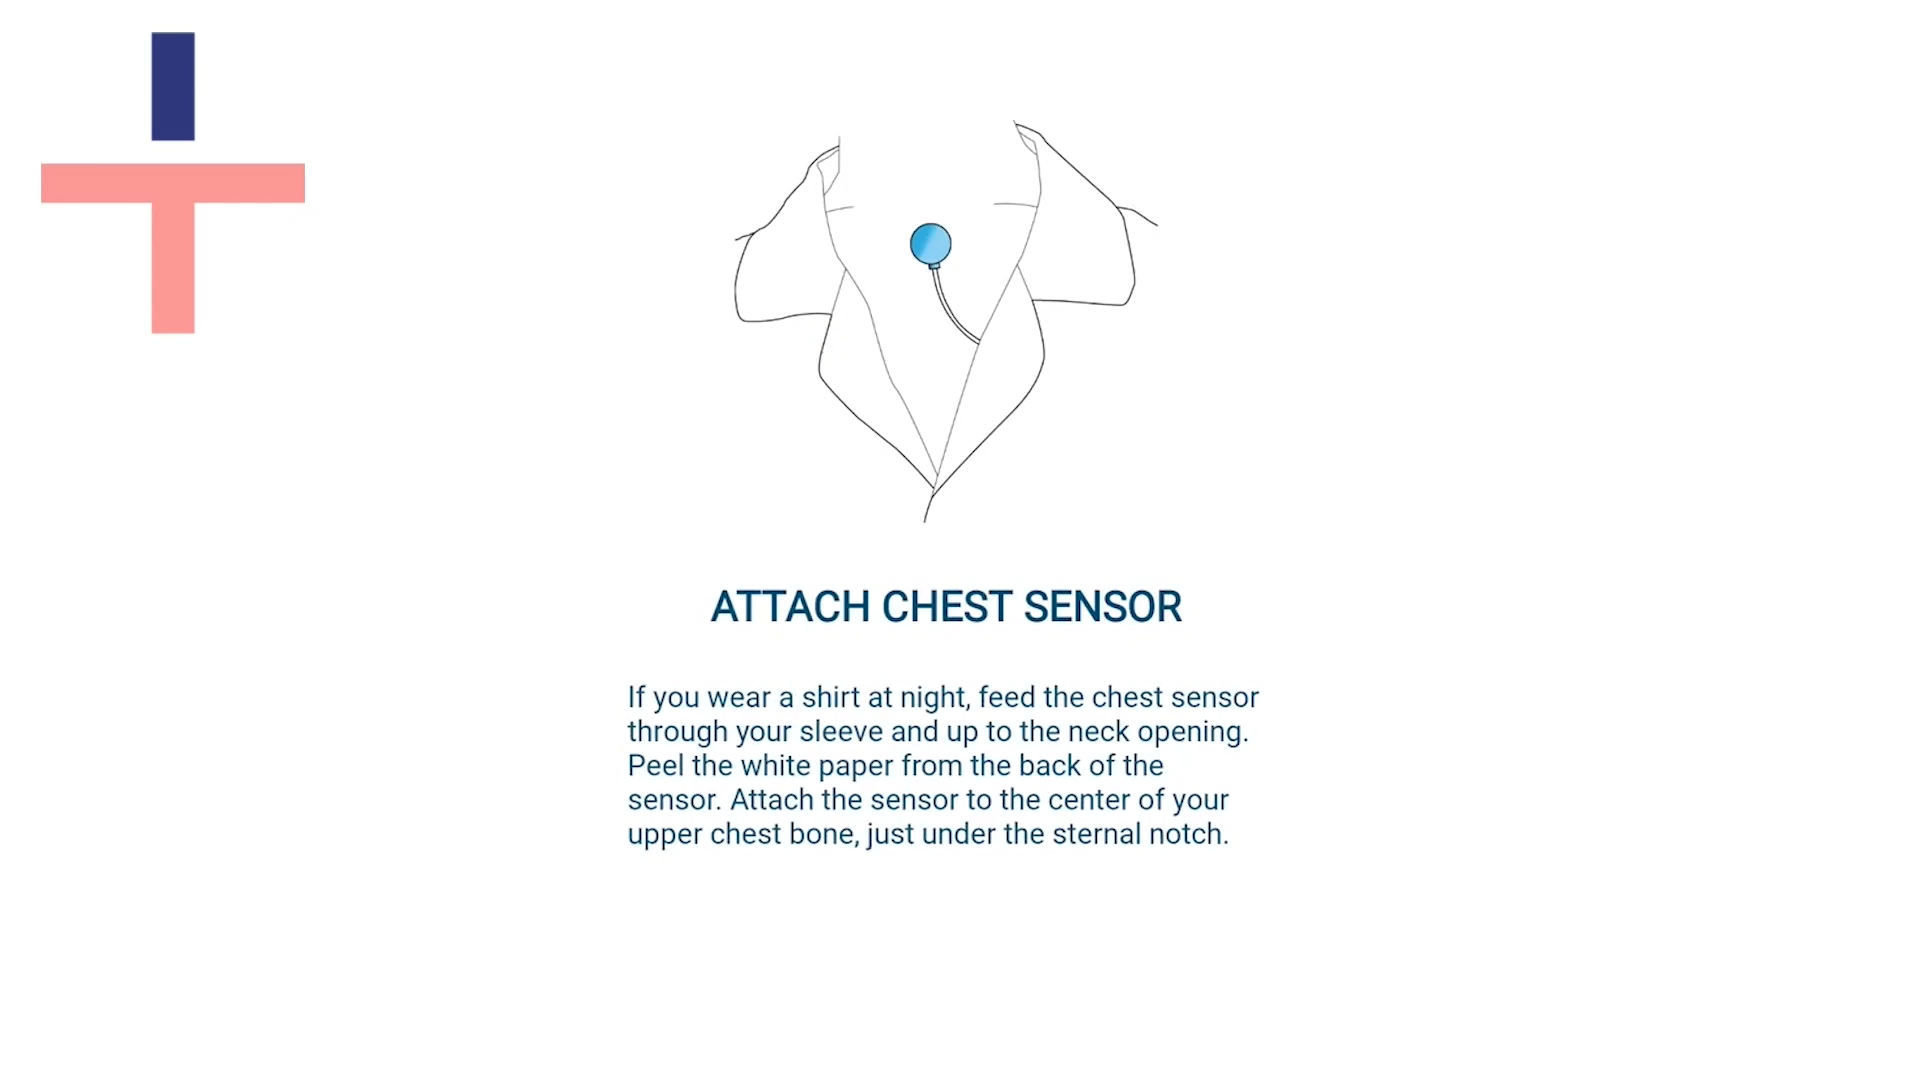 ATTACH CHEST SENSOR
If you wear a shirt at night, feed the chest sensor
through your sleeve and up to the neck opening.
Peel the white paper from the back of the
sensor. Attach the sensor to the center of your
upper chest bone, just under the sternal notch.